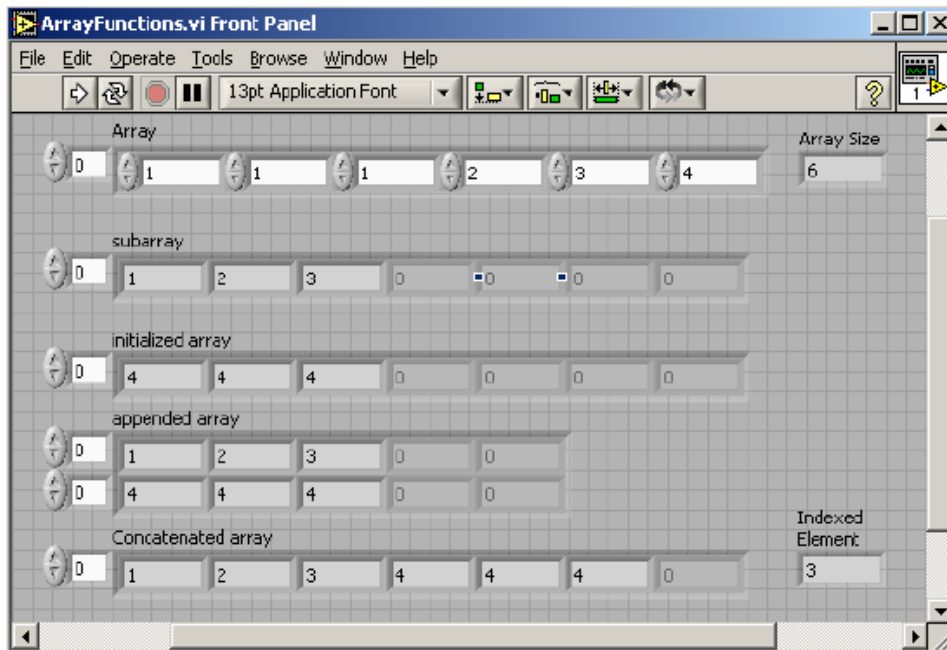 ArrayFunctions.vi Front Panel
File Edit Operate Tools Browse Window Help
13pt Application Font
1
Array
Array Size
0 1 1 1 2 3 4 6
subarray
0 1 2 3 0 0 0 0
initialized array
0 4 4 4 0 0 0 0
appended array
0 1 2 3 0 0
0 4 4 4 0 0
Indexed
Element
Concatenated array
0 1 2 3 4 4 4 0 3